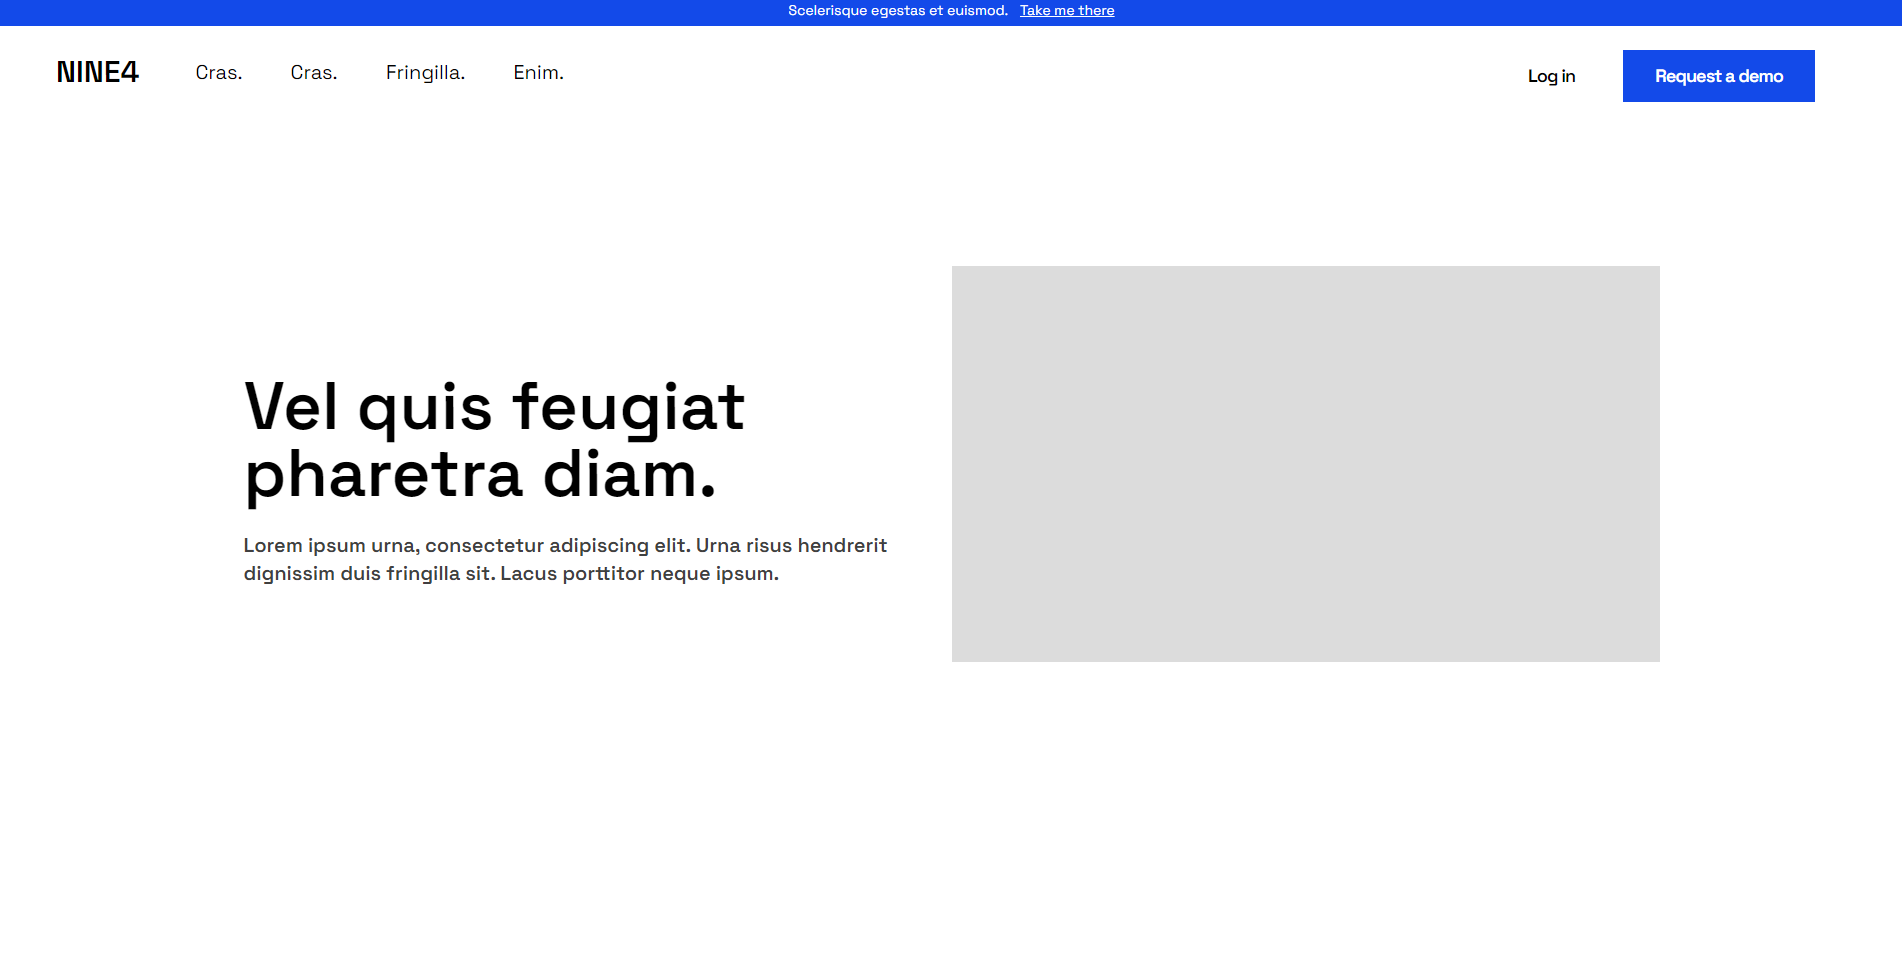 Scelerisque egestas et euismod. Take me there
NINE4 Cras. Cras. Fringilla. Enim. Log in Request a demo
Vel quis feugiat
pharetra diam.
Lorem ipsum urna, consectetur adipiscing elit. Urna risus hendrerit
dignissim duis fringilla sit. Lacus porttitor neque ipsum.